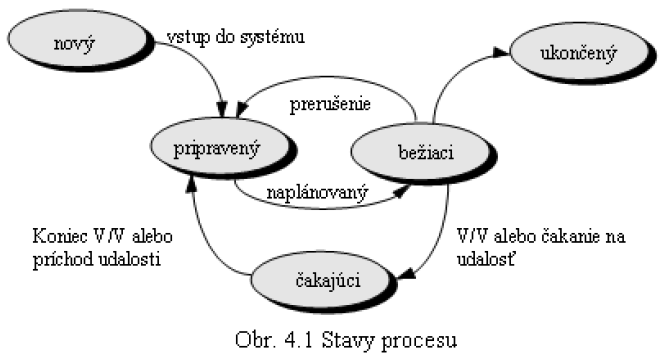 nový
vstup do systému
ukončený
prerušenie
pripravený
bežiaci
naplánovaný
Koniec V/V alebo
príchod udalosti
V/V alebo čakanie na
udalosť
čakajúci
Obr. 4.1 Stavy procesu